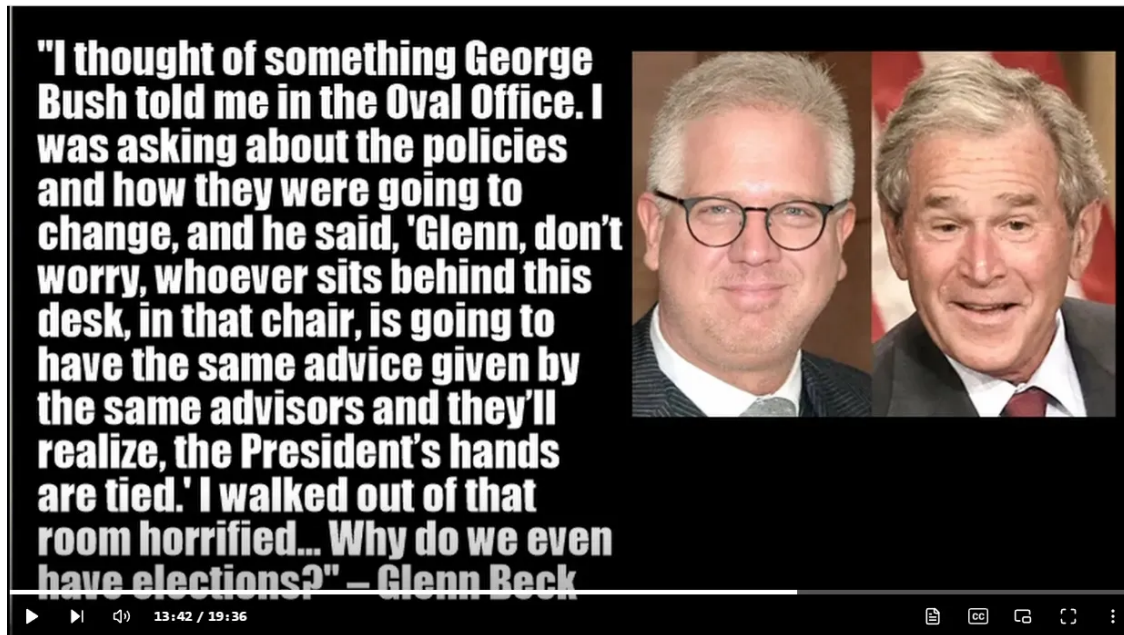 "I thought of something George
Bush told me in the Oval Office. I
was asking about the policies
and how they were going to
change, and he said, 'Glenn, don’t
worry, whoever sits behind this
desk, in that chair, is going to
have the same advice given by
the same advisors and they’ll
realize, the President’s hands
are tied.' I walked out of that
room horrified... Why do we even
have elections?" – Glenn Beck
13:42 / 19:36
CC